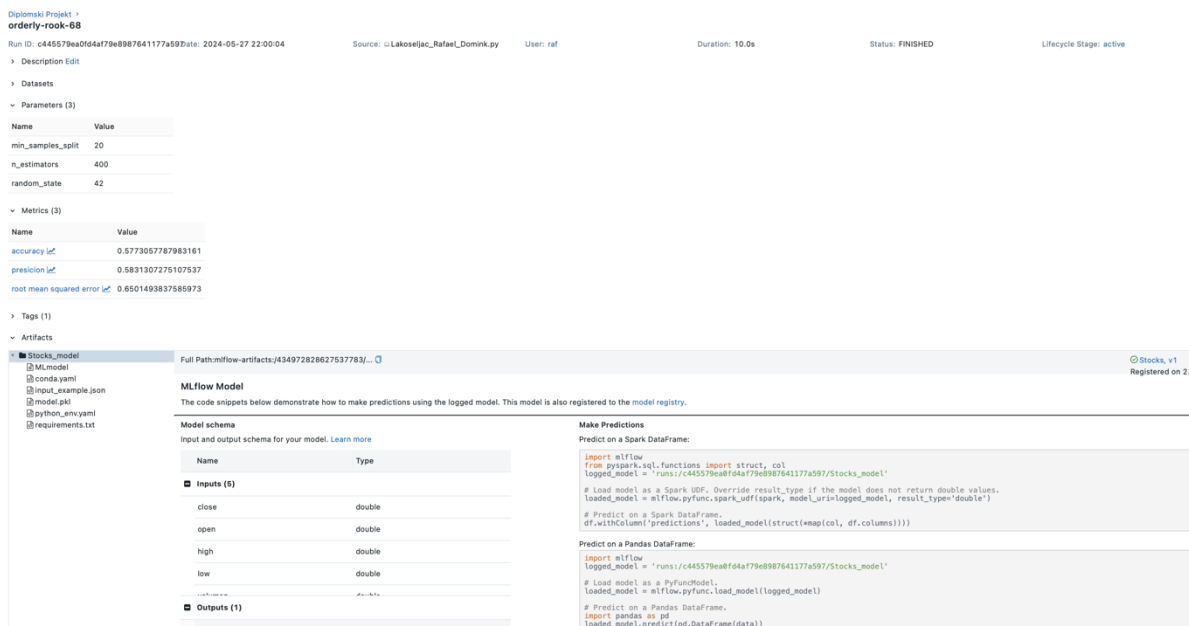 Diplomski Projekt ›
orderly-rook-68
Run ID: c445579ea0fd4af79e8987641177a597 Date: 2024-05-27 22:00:04 Source: Lakoseljac_Rafael_Domink.py User: raf Duration: 10.0s Status: FINISHED Lifecycle Stage: active
Description Edit
Datasets
Parameters (3)
Name Value
min_samples_split 20
n_estimators 400
random_state 42
Metrics (3)
Name Value
accuracy 0.5773057787983161
presicion 0.5831307275107537
root mean squared error 0.6501493837585973
Tags (1)
Artifacts
Stocks_model
MLmodel
conda.yaml
input_example.json
model.pkl
python_env.yaml
requirements.txt
Full Path:mlflow-artifacts:/434972828627537783/...
Stocks, v1
Registered on 2.
MLflow Model
The code snippets below demonstrate how to make predictions using the logged model. This model is also registered to the model registry.
Model schema
Input and output schema for your model. Learn more
Name Type
Inputs (5)
close double
open double
high double
low double
Outputs (1)
Make Predictions
Predict on a Spark DataFrame:
import mlflow
from pyspark.sql.functions import struct, col
logged_model = 'runs:/c445579ea0fd4af79e8987641177a597/Stocks_model'
# Load model as a Spark UDF. Override result_type if the model does not return double values.
loaded_model = mlflow.pyfunc.spark_udf(spark, model_uri=logged_model, result_type='double')
# Predict on a Spark DataFrame.
df.withColumn('predictions', loaded_model(struct(*map(col, df.columns))))
Predict on a Pandas DataFrame:
import mlflow
logged_model = 'runs:/c445579ea0fd4af79e8987641177a597/Stocks_model'
# Load model as a PyFuncModel.
loaded_model = mlflow.pyfunc.load_model(logged_model)
# Predict on a Pandas DataFrame.
import pandas as pd
loaded_model.predict(pd.DataFrame(data))